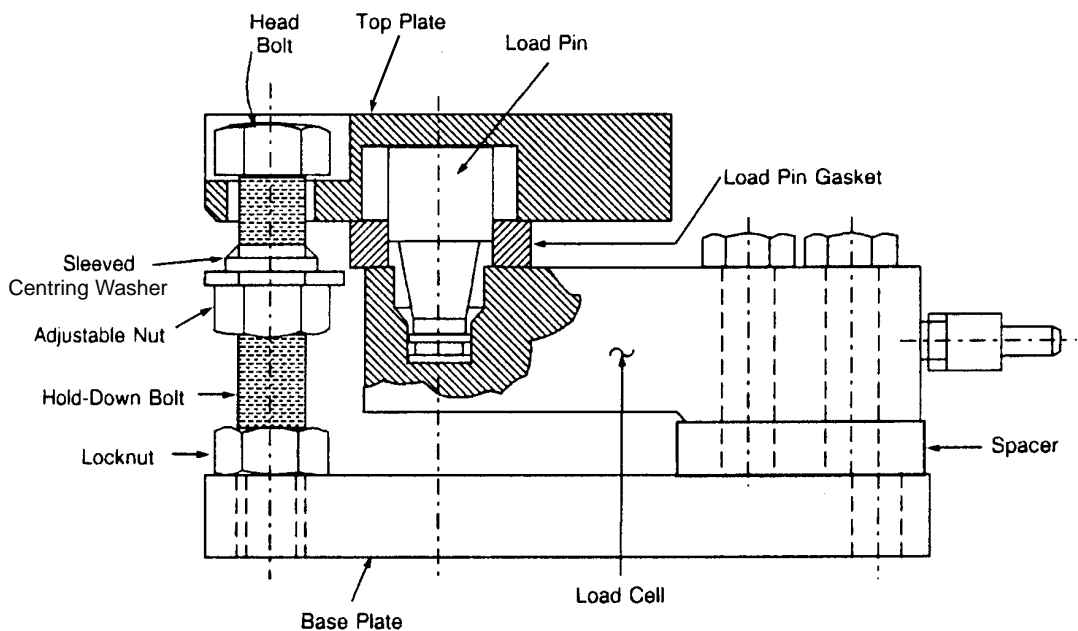 Head
Bolt
Top Plate
Load Pin
Load Pin Gasket
Sleeved
Centring Washer
Adjustable Nut
Hold-Down Bolt
Locknut
Spacer
Load Cell
Base Plate